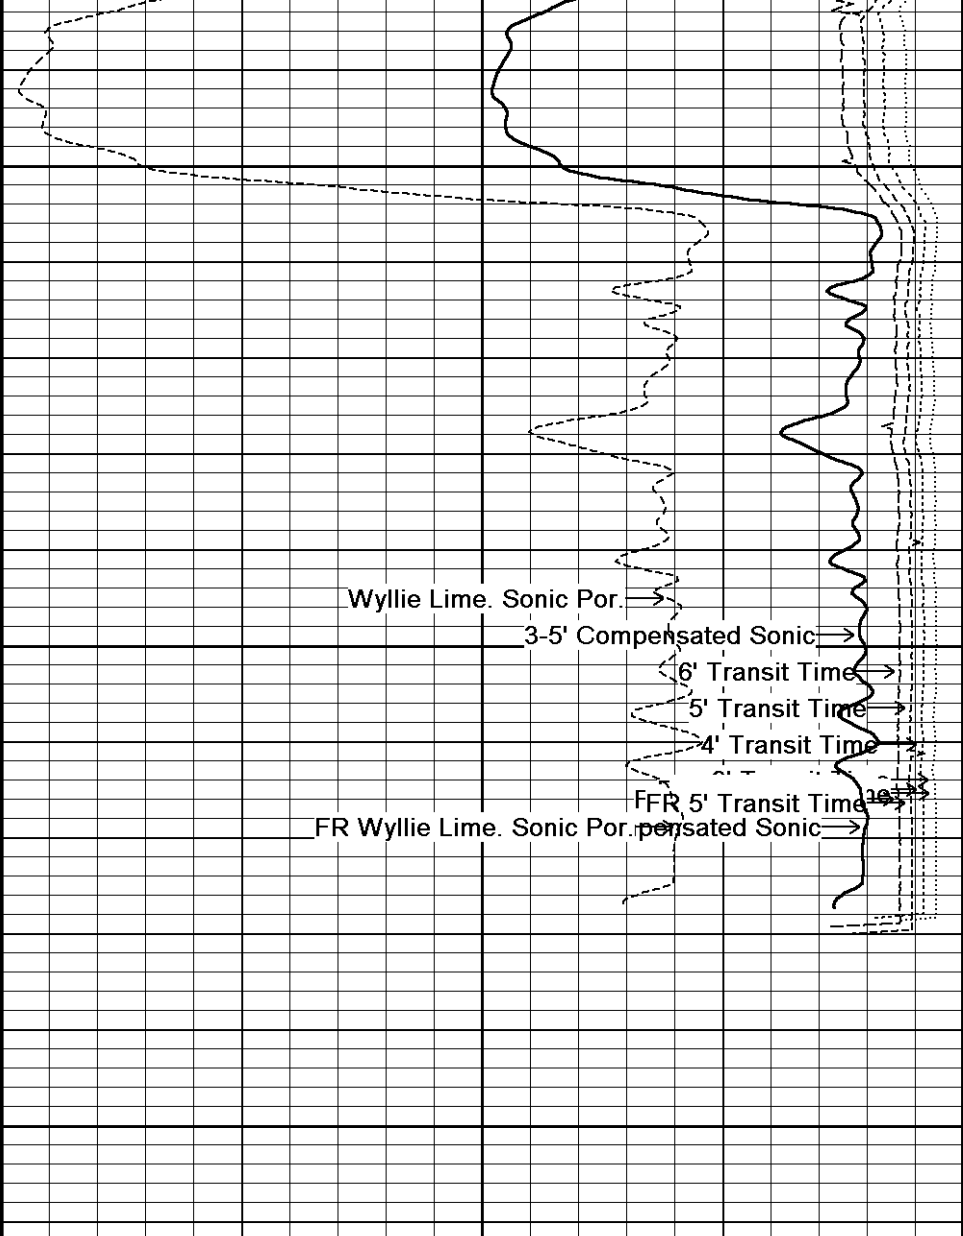 Wyllie Lime. Sonic Por.
3-5' Compensated Sonic
6' Transit Time
5' Transit Time
4' Transit Time
FR 5' Transit Time
FR Wyllie Lime. Sonic Por. pensated Sonic